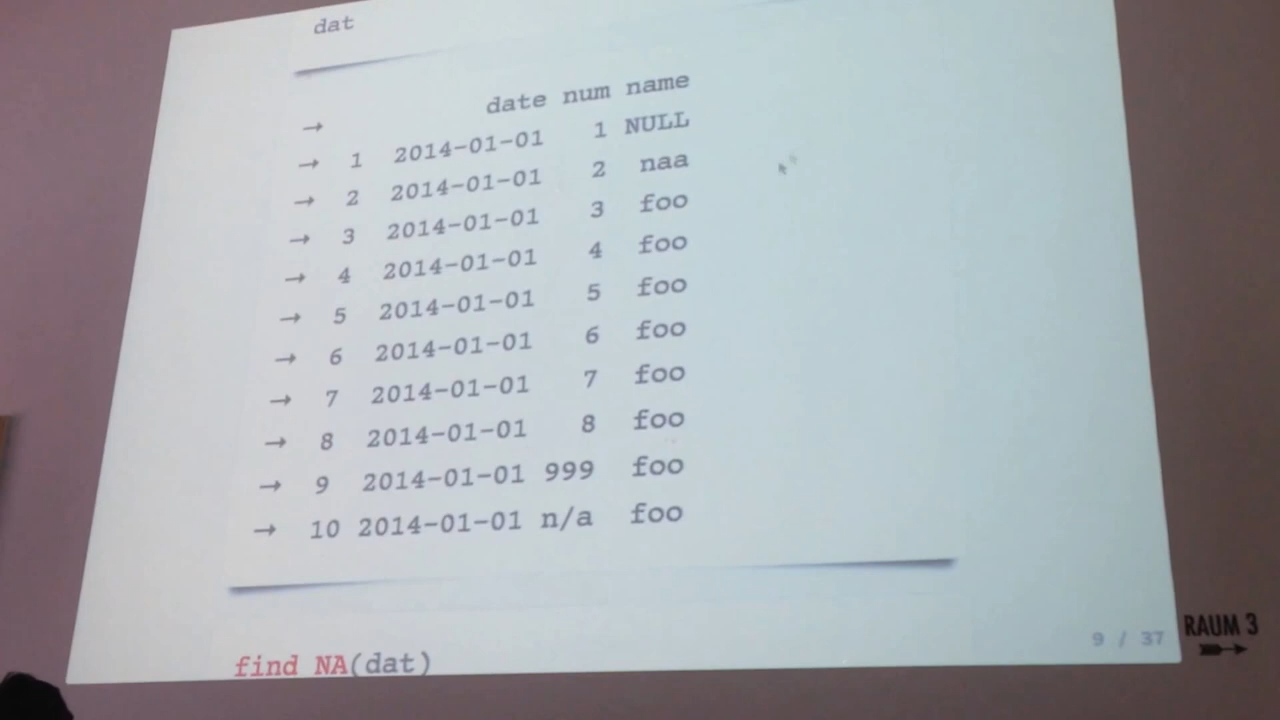 dat
→ date num name
→ 1 2014-01-01 1 NULL
→ 2 2014-01-01 2 naa
→ 3 2014-01-01 3 foo
→ 4 2014-01-01 4 foo
→ 5 2014-01-01 5 foo
→ 6 2014-01-01 6 foo
→ 7 2014-01-01 7 foo
→ 8 2014-01-01 8 foo
→ 9 2014-01-01 999 foo
→ 10 2014-01-01 n/a foo
find NA(dat)
9 / 37
RAUM 3